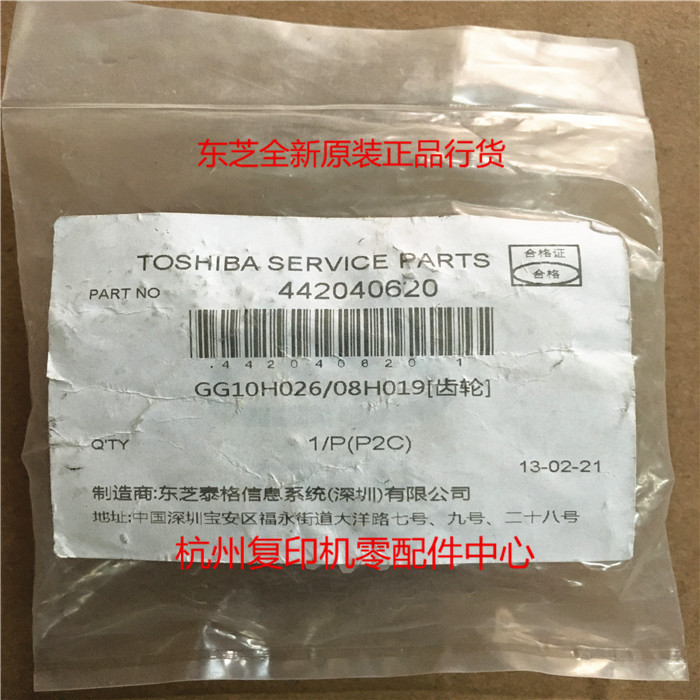 东芝全新原装正品行货
TOSHIBA SERVICE PARTS
合格证
合格
PART NO 442040620
.442040620 1
GG10H026/08H019[齿轮]
Q'TY 1/P(P2C)
13-02-21
制造商:东芝泰格信息系统(深圳)有限公司
地址:中国深圳宝安区福永街道大洋路七号、九号、二十八号
杭州复印机零配件中心